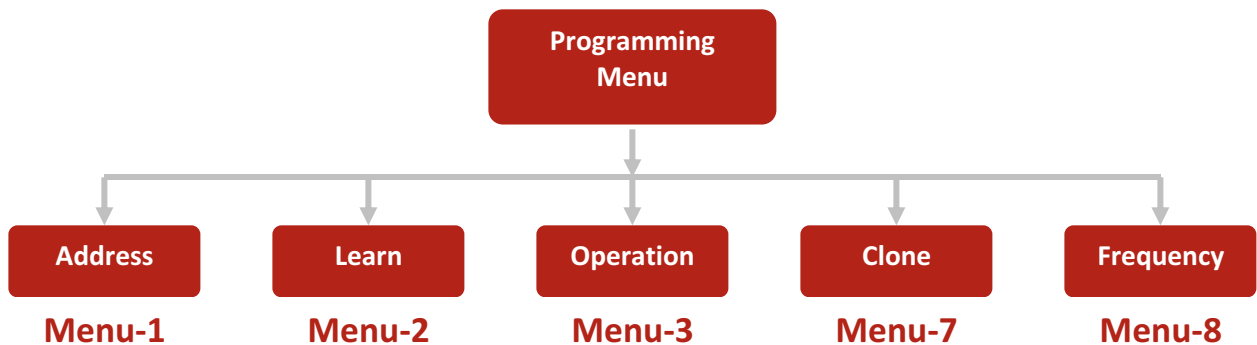 Programming
Menu
Address
Learn
Operation
Clone
Frequency
Menu-1
Menu-2
Menu-3
Menu-7
Menu-8